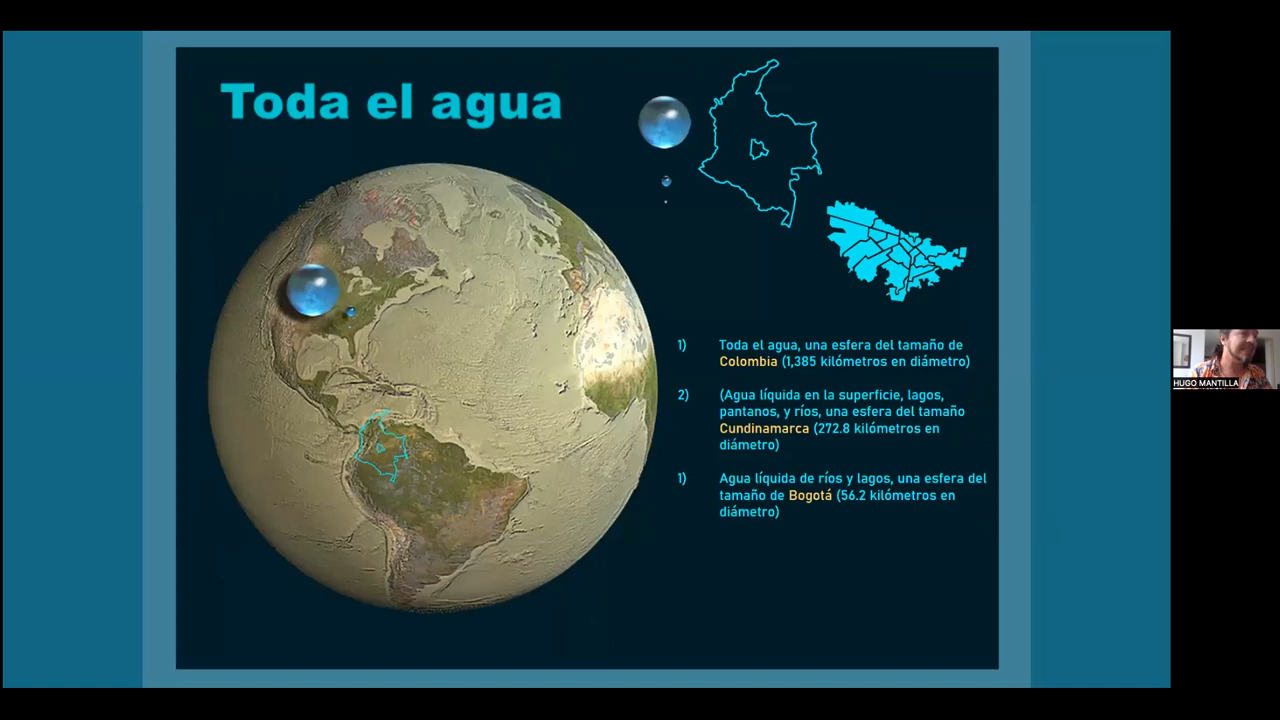 Toda el agua
1) Toda el agua, una esfera del tamaño de
Colombia (1,385 kilómetros en diámetro)
2) (Agua líquida en la superficie, lagos,
pantanos, y ríos, una esfera del tamaño
Cundinamarca (272.8 kilómetros en
diámetro)
1) Agua líquida de ríos y lagos, una esfera del
tamaño de Bogotá (56.2 kilómetros en
diámetro)
HUGO MANTILLA